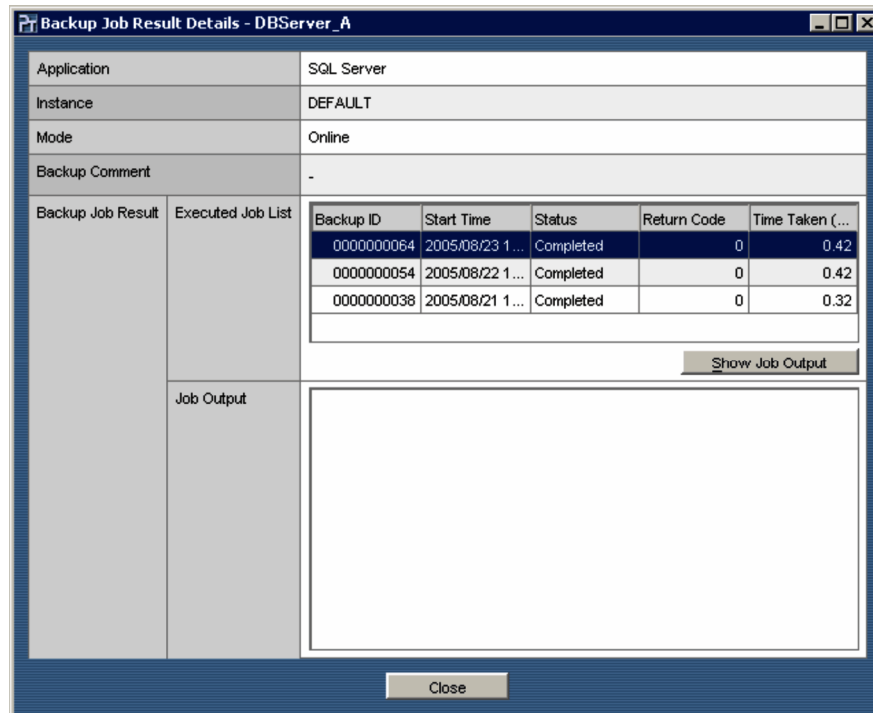 Backup Job Result Details - DBServer_A
Application SQL Server
Instance DEFAULT
Mode Online
Backup Comment -
Backup Job Result Executed Job List
Backup ID Start Time Status Return Code Time Taken (...
0000000064 2005/08/23 1... Completed 0 0.42
0000000054 2005/08/22 1... Completed 0 0.42
0000000038 2005/08/21 1... Completed 0 0.32
Show Job Output
Job Output
Close